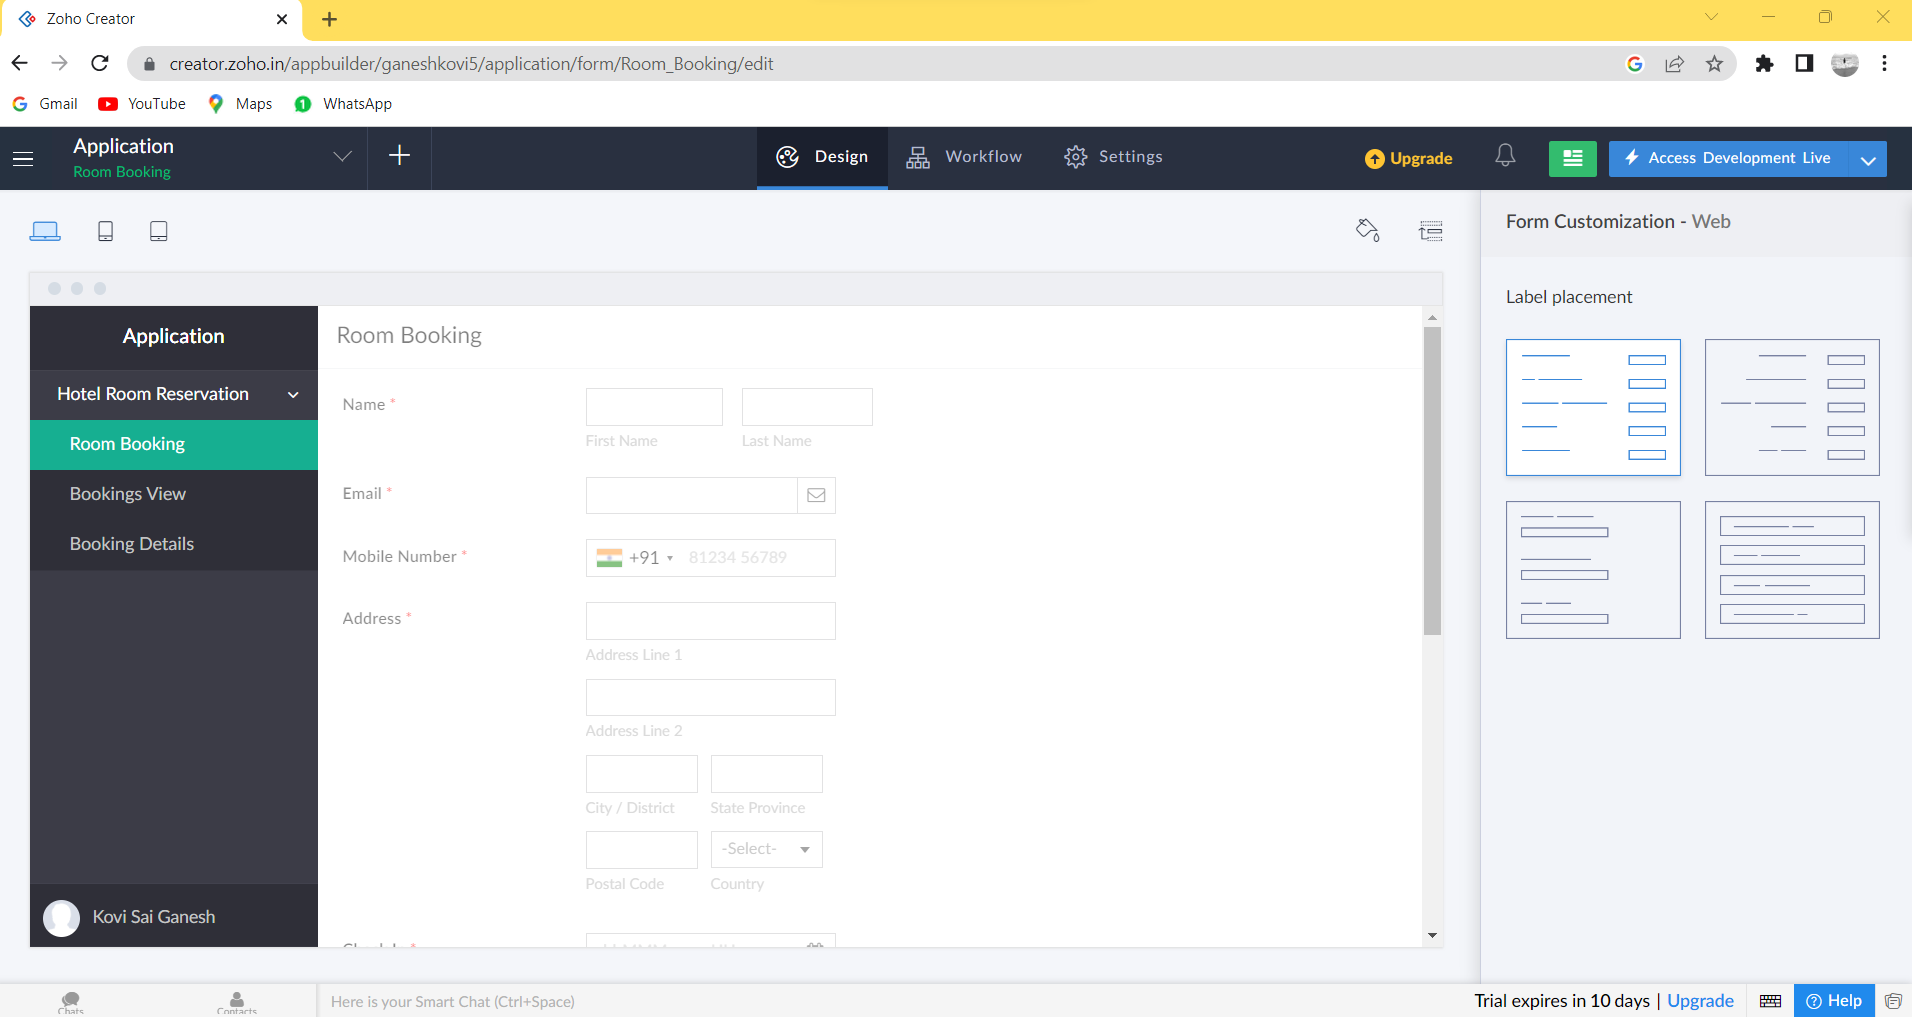 Zoho Creator
creator.zoho.in/appbuilder/ganeshkovi5/application/form/Room_Booking/edit
Gmail YouTube Maps 1 WhatsApp
Application
Room Booking
Design Workflow Settings Upgrade Access Development Live
Form Customization - Web
Label placement
Application
Hotel Room Reservation
Room Booking
Bookings View
Booking Details
Kovi Sai Ganesh
Room Booking
Name *
First Name Last Name
Email *
Mobile Number * +91 81234 56789
Address *
Address Line 1
Address Line 2
City / District State Province
-Select-
Postal Code Country
Chats Contacts Here is your Smart Chat (Ctrl+Space) Trial expires in 10 days | Upgrade Help